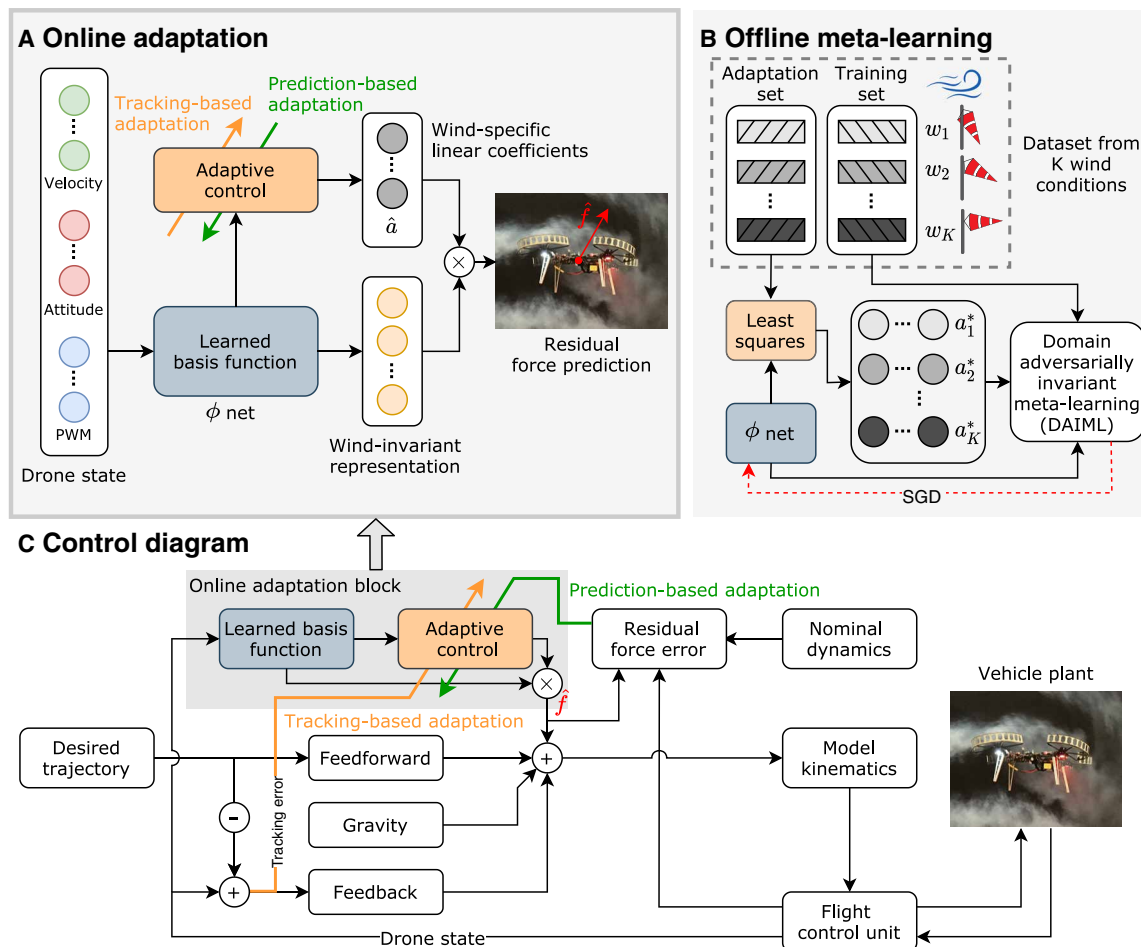 A Online adaptation
Prediction-based
adaptation
Tracking-based
adaptation
Velocity
Attitude
PWM
Drone state
Adaptive
control
Learned
basis function
ϕ net
Wind-specific
linear coefficients
â
×
Wind-invariant
representation
f̂
Residual
force prediction
B Offline meta-learning
Adaptation
set
Training
set
w₁
w₂
w_K
Dataset from
K wind
conditions
Least
squares
ϕ net
a₁*
a₂*
a_K*
Domain
adversarially
invariant
meta-learning
(DAIML)
SGD
C Control diagram
Online adaptation block
Learned basis
function
Adaptive
control
×
f̂
Prediction-based adaptation
Tracking-based adaptation
Residual
force error
Nominal
dynamics
Vehicle plant
Desired
trajectory
-
+
Tracking error
Feedforward
Gravity
Feedback
+
Model
kinematics
Flight
control unit
Drone state